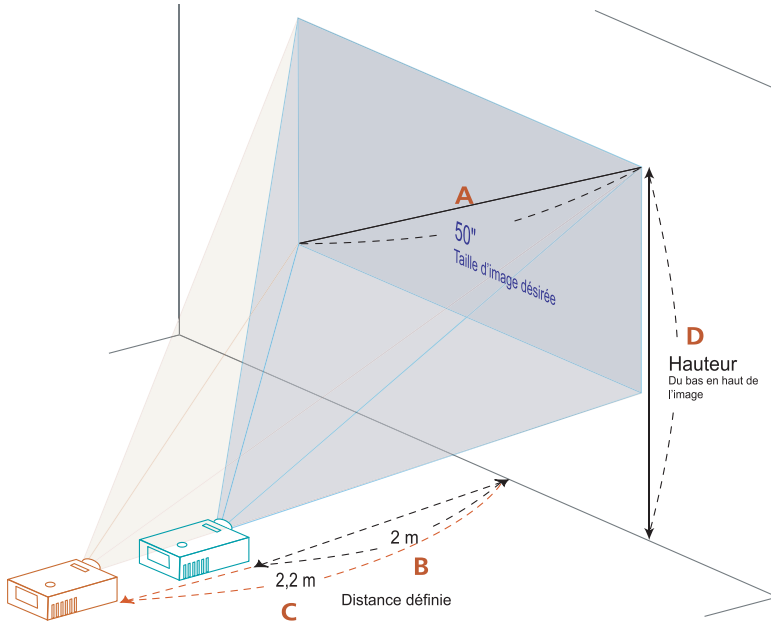 A
50"
Taille d'image désirée
D
Hauteur
Du bas en haut de
l'image
2 m
B
2,2 m
C
Distance définie